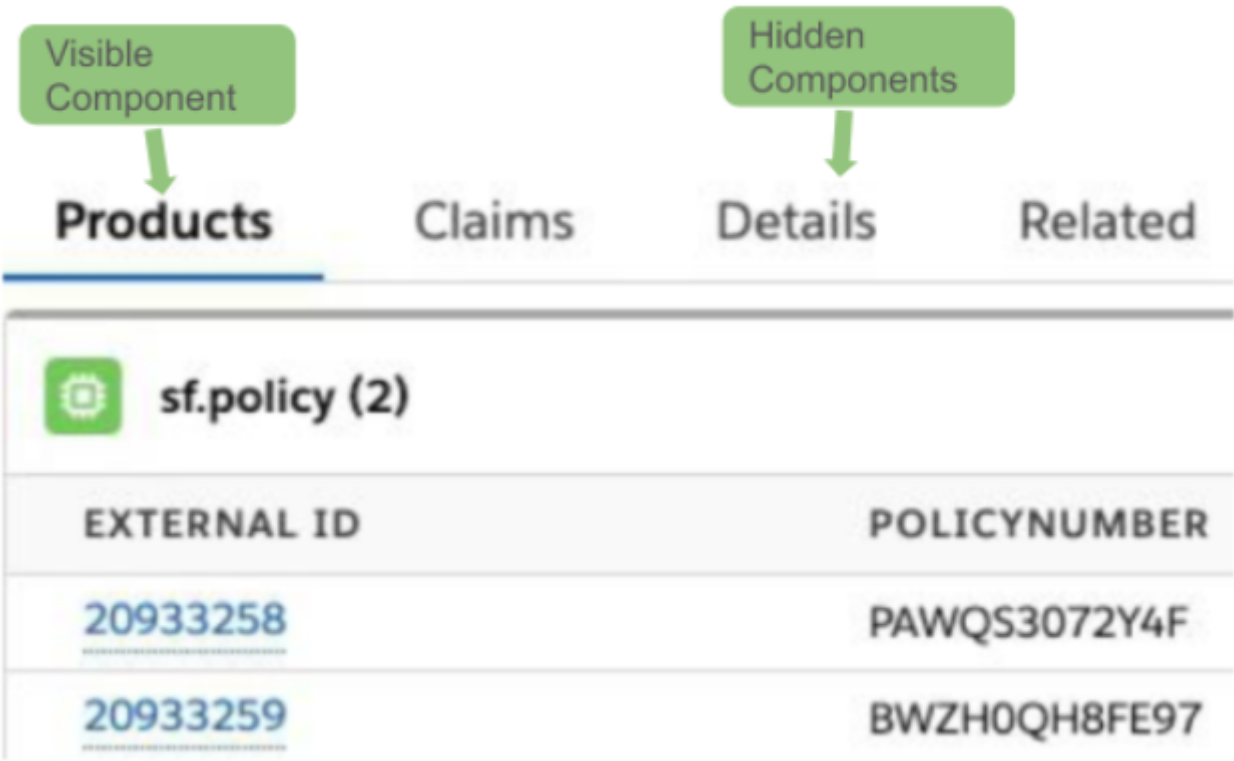 Visible
Component
Hidden
Components
Products Claims Details Related
sf.policy (2)
EXTERNAL ID POLICYNUMBER
20933258 PAWQS3072Y4F
20933259 BWZH0QH8FE97